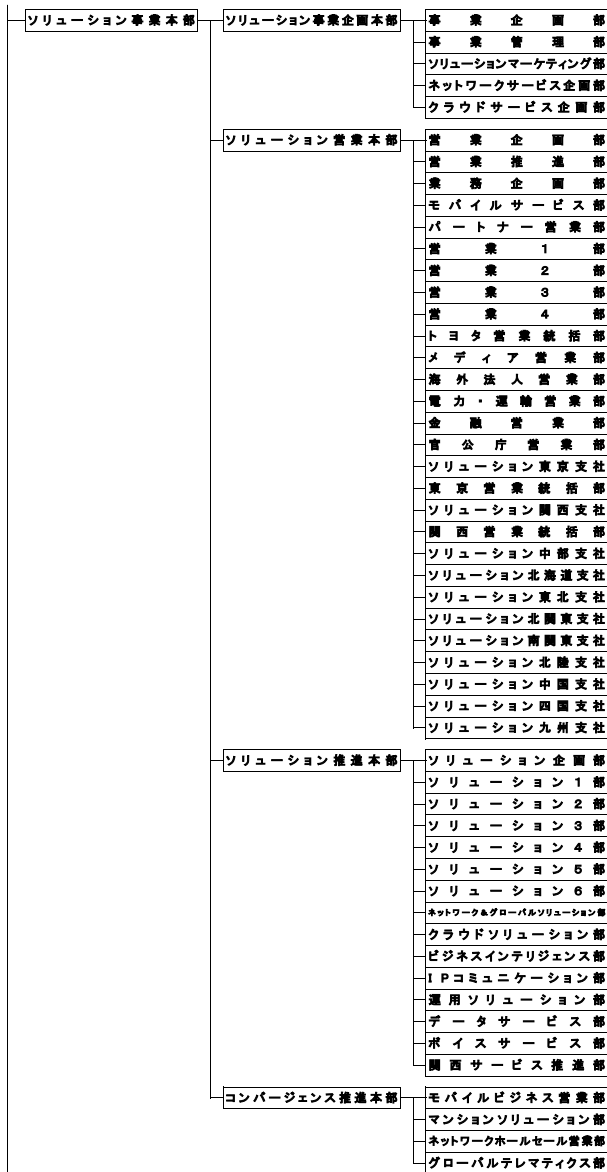 ソリューション事業本部
ソリューション事業企画本部
事業企画部
事業管理部
ソリューションマーケティング部
ネットワークサービス企画部
クラウドサービス企画部
ソリューション営業本部
営業企画部
営業推進部
業務企画部
モバイルサービス部
パートナー営業部
営業1部
営業2部
営業3部
営業4部
トヨタ営業統括部
メディア営業部
海外法人営業部
電力・運輸営業部
金融営業部
官公庁営業部
ソリューション東京支社
東京営業統括部
ソリューション関西支社
関西営業統括部
ソリューション中部支社
ソリューション北海道支社
ソリューション東北支社
ソリューション北関東支社
ソリューション南関東支社
ソリューション北陸支社
ソリューション中国支社
ソリューション四国支社
ソリューション九州支社
ソリューション推進本部
ソリューション企画部
ソリューション1部
ソリューション2部
ソリューション3部
ソリューション4部
ソリューション5部
ソリューション6部
ネットワーク&グローバルソリューション部
クラウドソリューション部
ビジネスインテリジェンス部
IPコミュニケーション部
運用ソリューション部
データサービス部
ボイスサービス部
関西サービス推進部
コンバージェンス推進本部
モバイルビジネス営業部
マンションソリューション部
ネットワークホールセール営業部
グローバルテレマティクス部